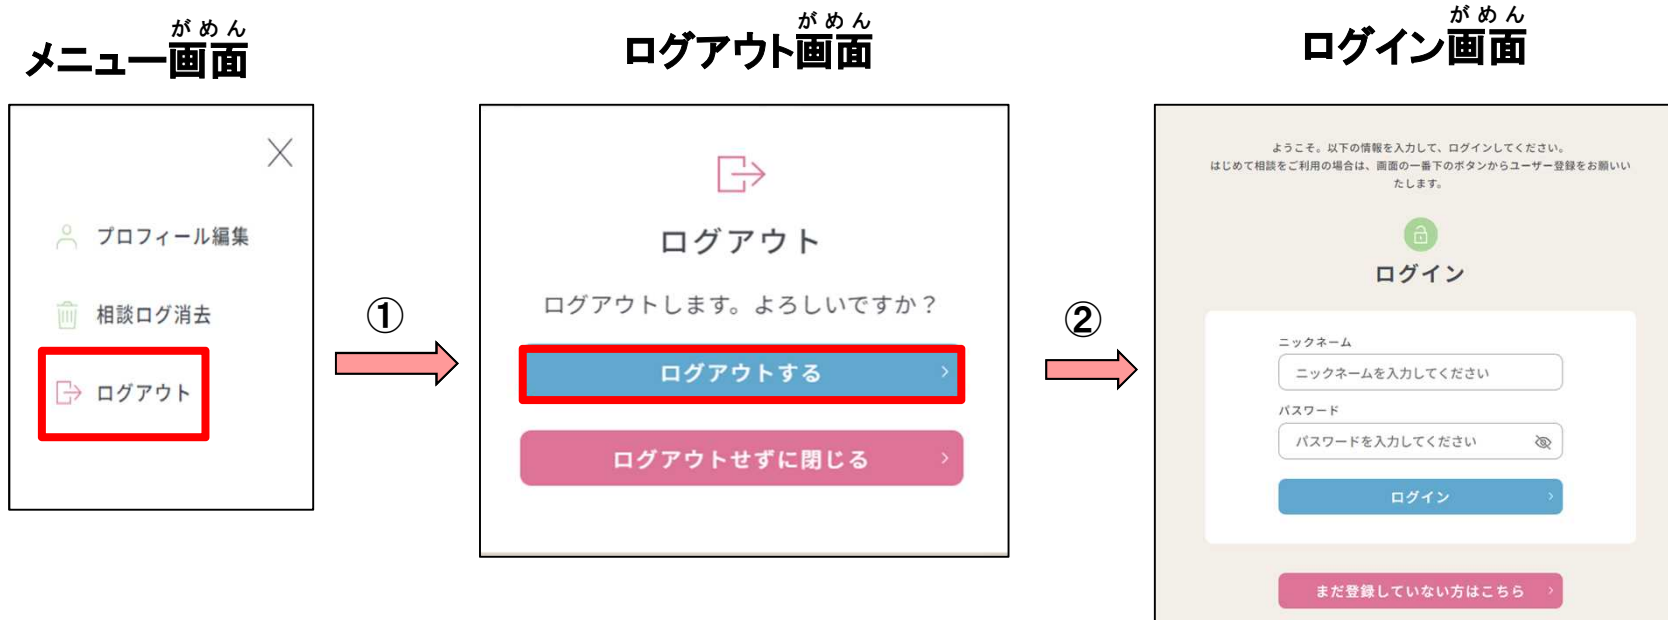 がめん
メニュー画面
プロフィール編集
相談ログ消去
ログアウト
①
がめん
ログアウト画面
ログアウト
ログアウトします。よろしいですか？
ログアウトする
ログアウトせずに閉じる
②
がめん
ログイン画面
ようこそ。以下の情報を入力して、ログインしてください。
はじめて相談をご利用の場合は、画面の一番下のボタンからユーザー登録をお願いい
たします。
ログイン
ニックネーム
ニックネームを入力してください
パスワード
パスワードを入力してください
ログイン
まだ登録していない方はこちら